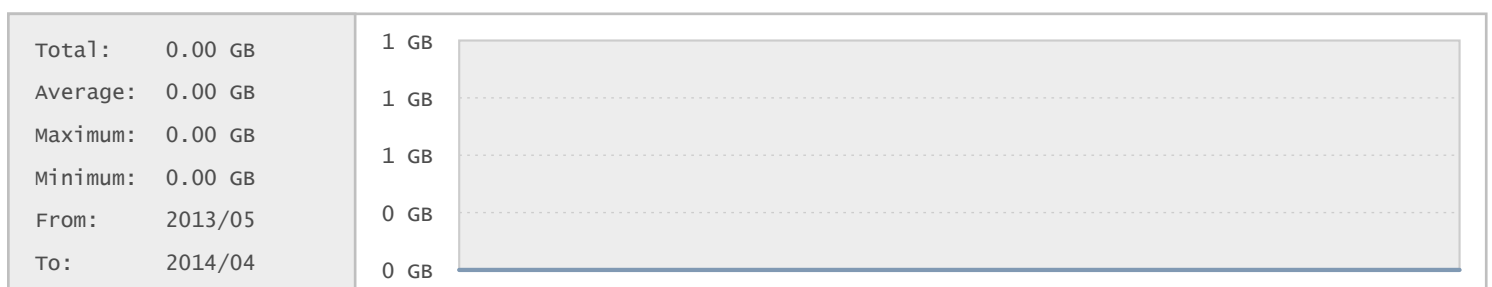 Total: 0.00 GB
Average: 0.00 GB
Maximum: 0.00 GB
Minimum: 0.00 GB
From: 2013/05
To: 2014/04
1 GB
1 GB
1 GB
0 GB
0 GB